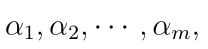 α₁, α₂, ⋯ , αₘ,